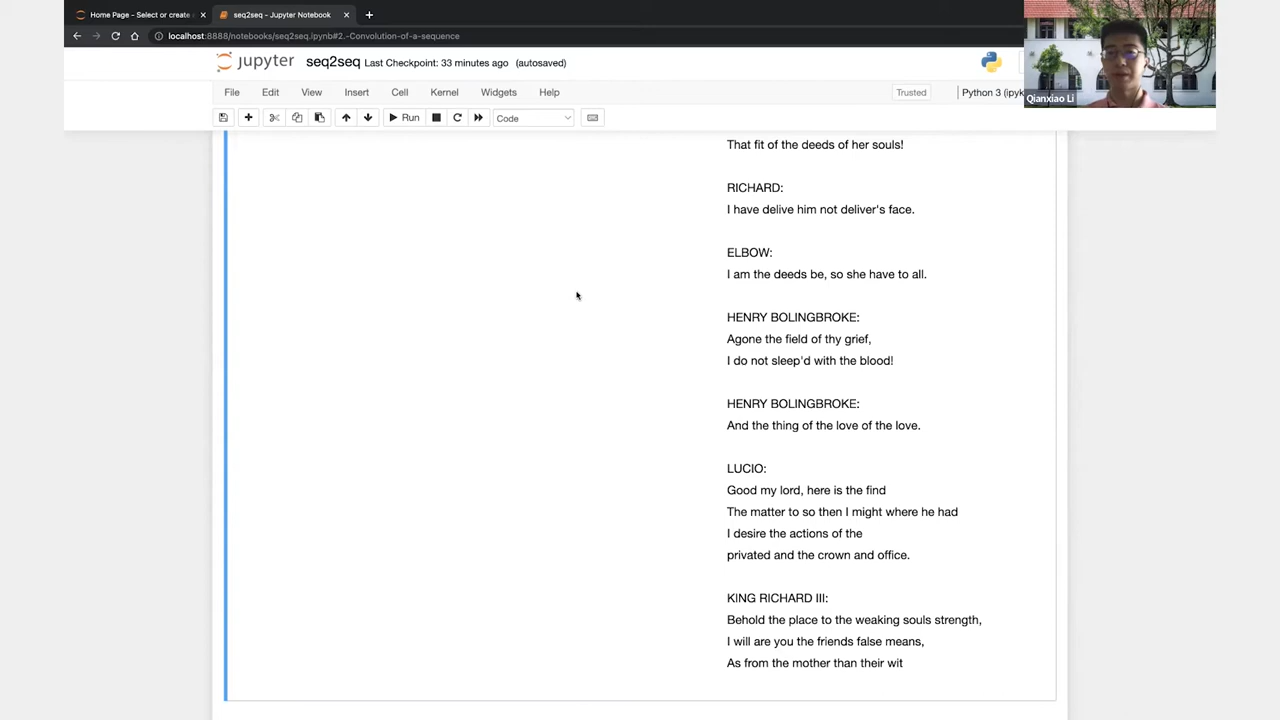 Home Page - Select or create
seq2seq - Jupyter Notebook
localhost:8888/notebooks/seq2seq.ipynb#2.-Convolution-of-a-sequence
jupyter seq2seq Last Checkpoint: 33 minutes ago (autosaved)
File Edit View Insert Cell Kernel Widgets Help
Trusted
Python 3 (ipyk
Run
Code
Qianxiao Li
That fit of the deeds of her souls!
RICHARD:
I have delive him not deliver's face.
ELBOW:
I am the deeds be, so she have to all.
HENRY BOLINGBROKE:
Agone the field of thy grief,
I do not sleep'd with the blood!
HENRY BOLINGBROKE:
And the thing of the love of the love.
LUCIO:
Good my lord, here is the find
The matter to so then I might where he had
I desire the actions of the
privated and the crown and office.
KING RICHARD III:
Behold the place to the weaking souls strength,
I will are you the friends false means,
As from the mother than their wit